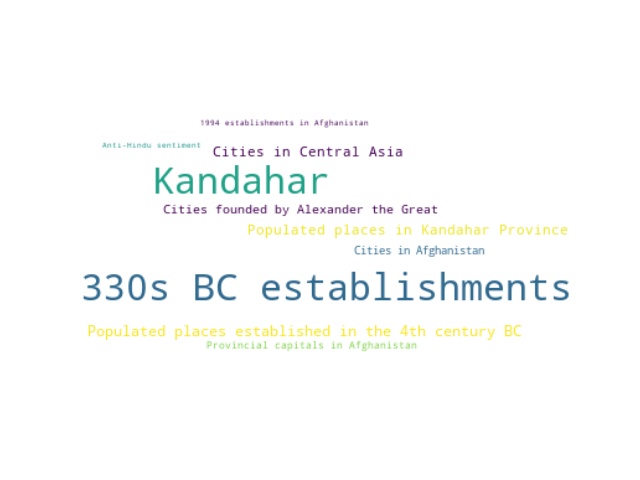 1994 establishments in Afghanistan
Anti-Hindu sentiment
Cities in Central Asia
Kandahar
Cities founded by Alexander the Great
Populated places in Kandahar Province
Cities in Afghanistan
330s BC establishments
Populated places established in the 4th century BC
Provincial capitals in Afghanistan